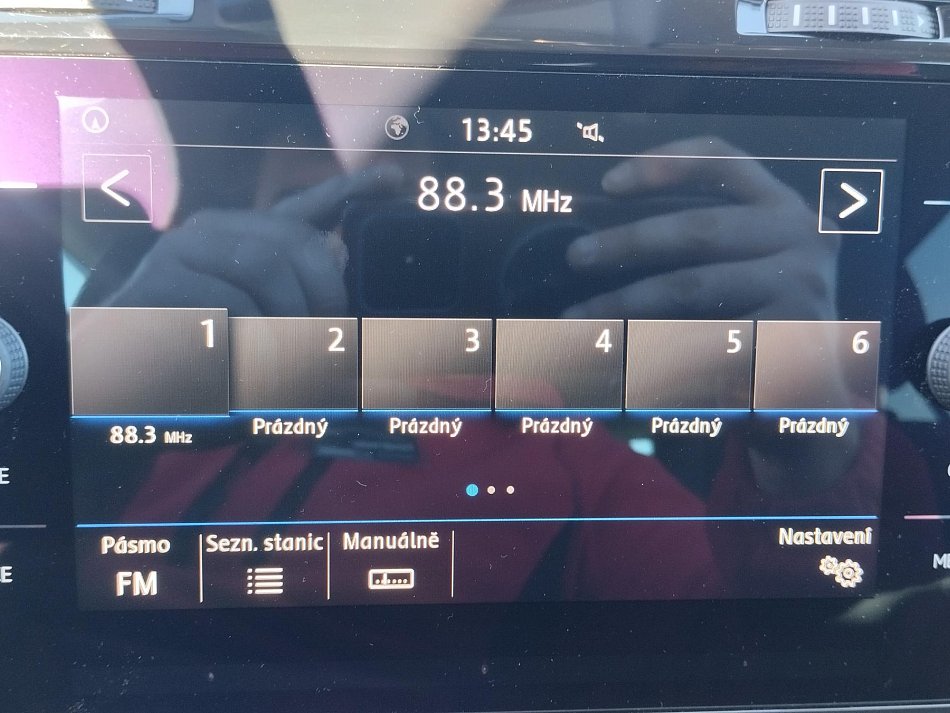 13:45
88.3 MHz
1 2 3 4 5 6
88.3 MHz Prázdný Prázdný Prázdný Prázdný Prázdný
Pásmo Sezn. stanic Manuálně Nastavení
FM